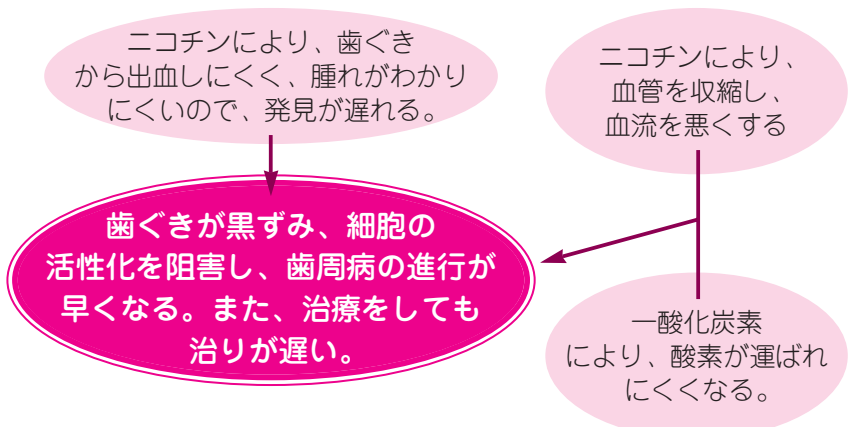 ニコチンにより、歯ぐき
から出血しにくく、腫れがわかり
にくいので、発見が遅れる。
ニコチンにより、
血管を収縮し、
血流を悪くする
歯ぐきが黒ずみ、細胞の
活性化を阻害し、歯周病の進行が
早くなる。また、治療をしても
治りが遅い。
一酸化炭素
により、酸素が運ばれ
にくくなる。